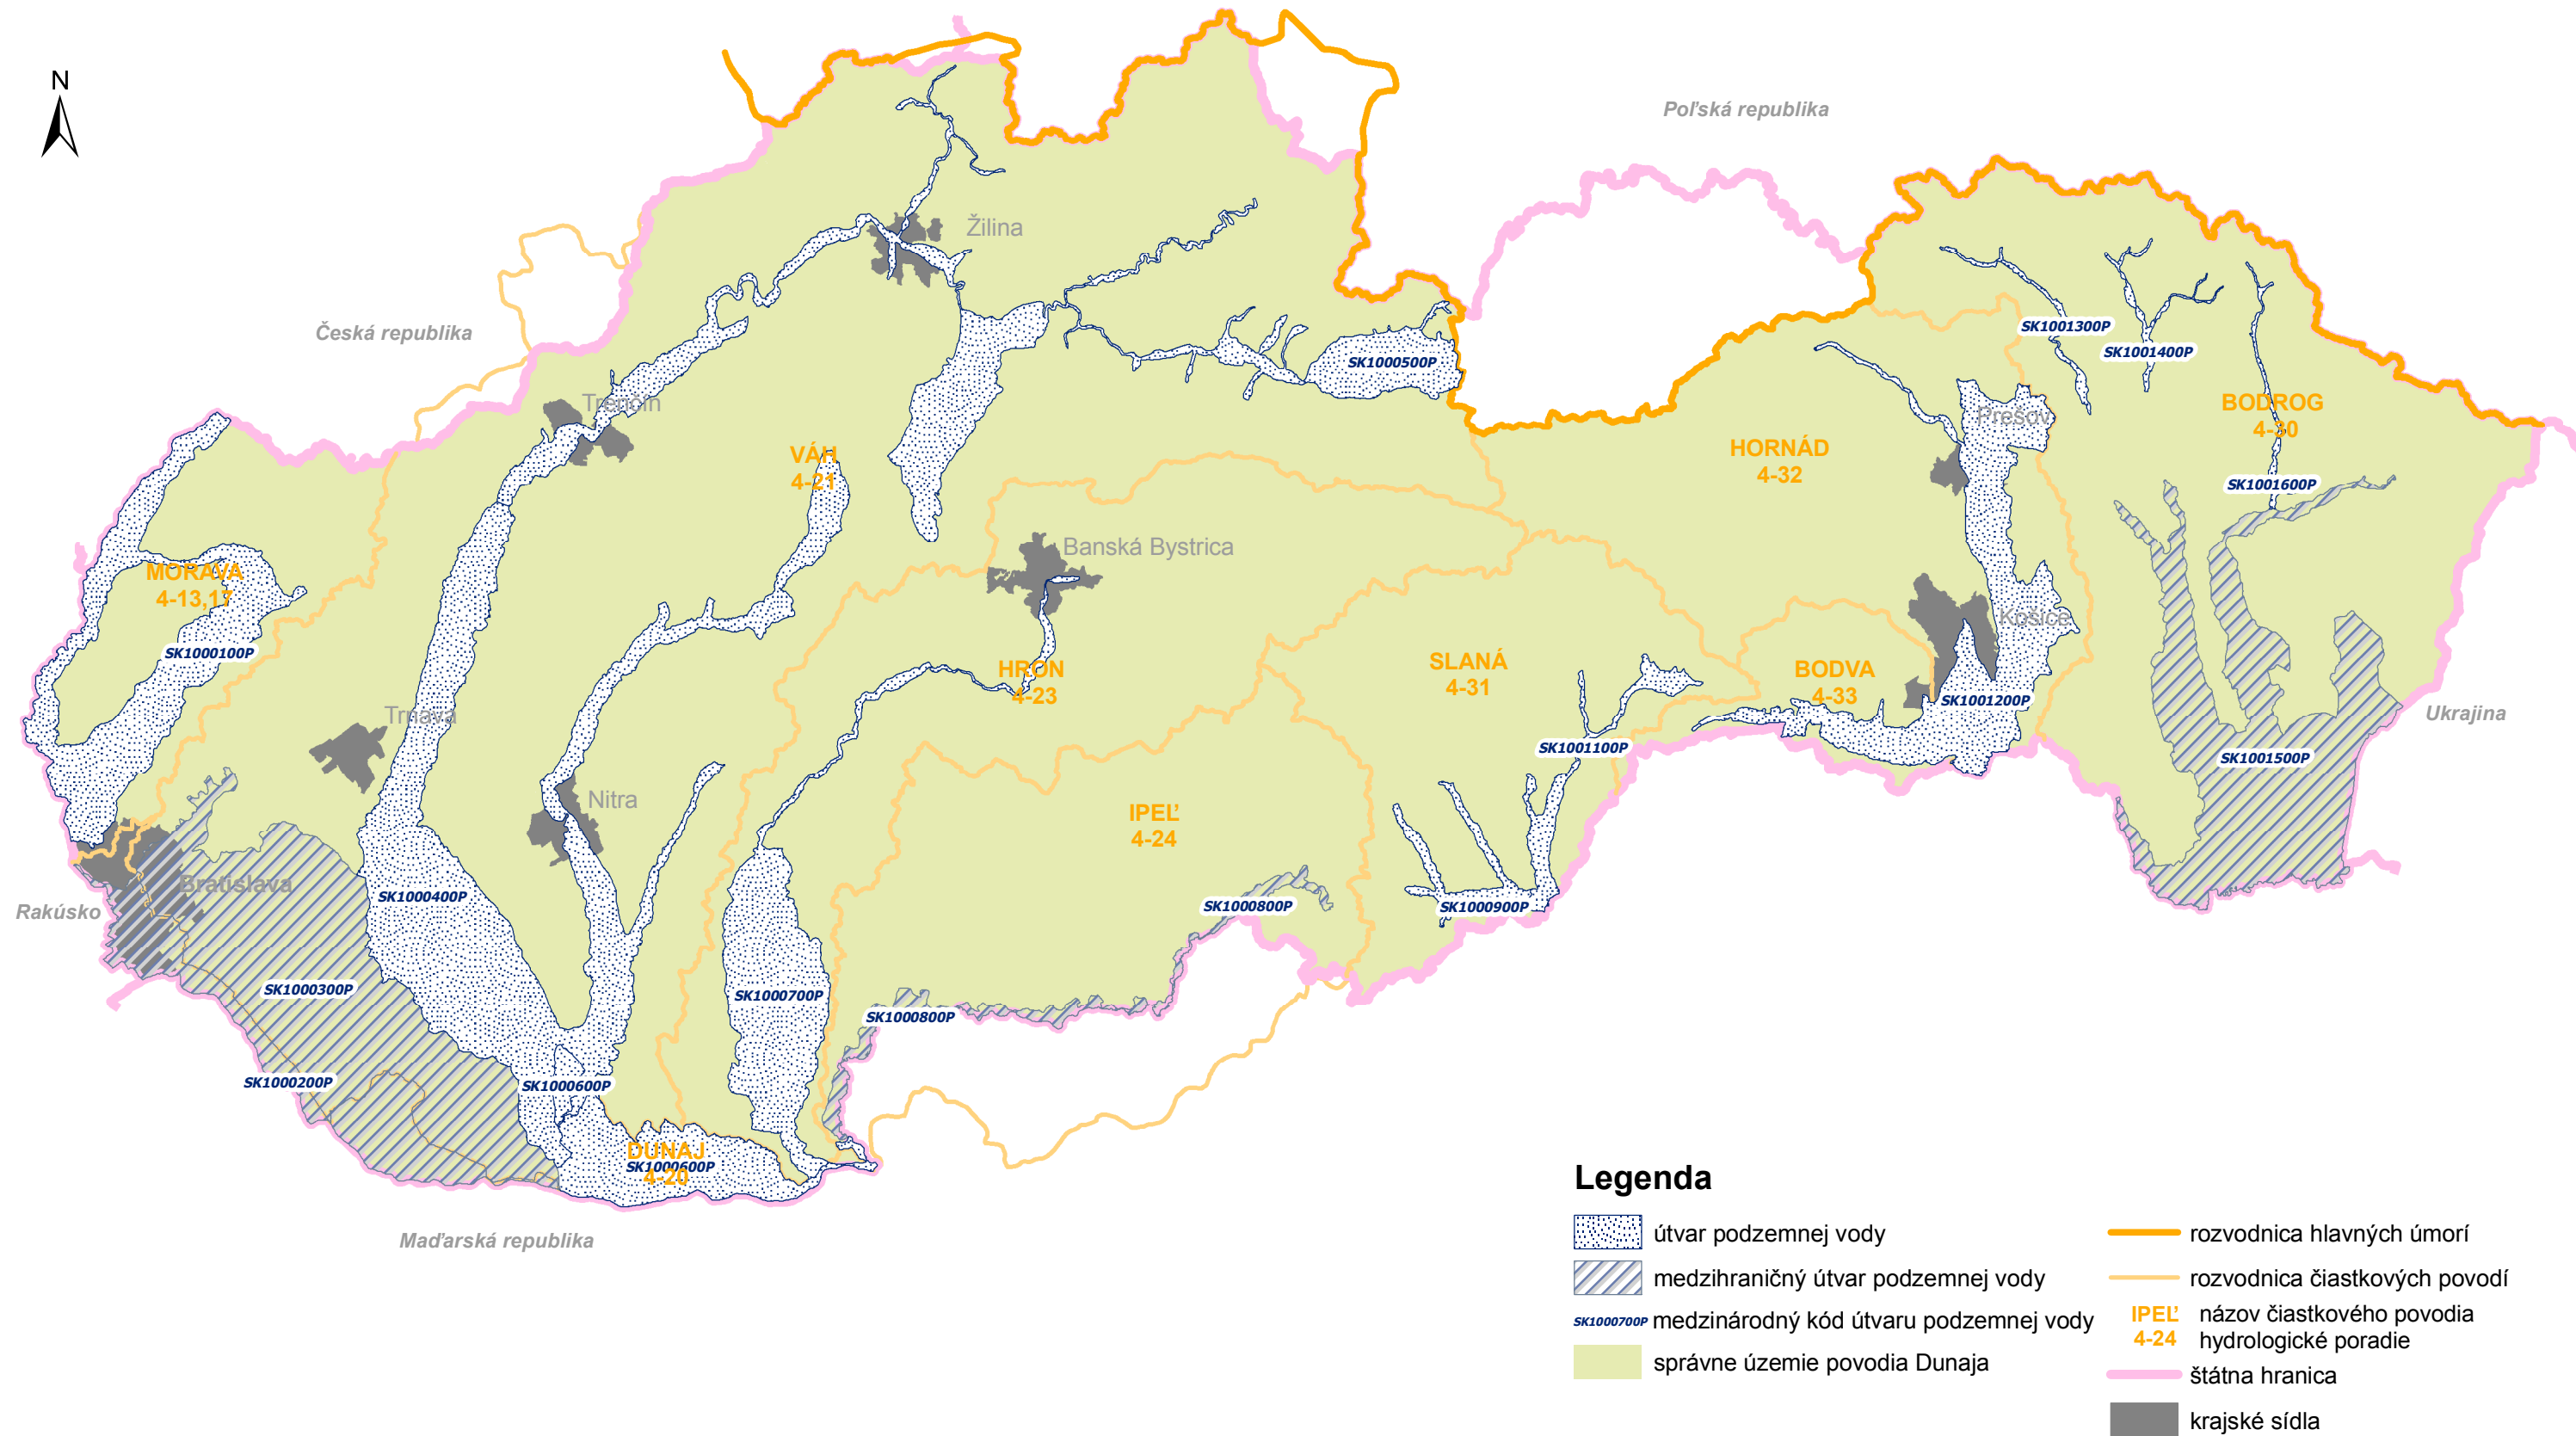 N
Poľská republika
Žilina
Česká republika
SK1001300P
SK1001400P
SK1000500P
Trenčín
BODROG
4-30
Prešov
VÁH
4-21
HORNÁD
4-32
SK1001600P
Banská Bystrica
MORAVA
4-13,17
Košice
SK1000100P
HRON
4-23
SLANÁ
4-31
BODVA
4-33
SK1001200P
Trnava
Ukrajina
SK1001100P
SK1001500P
Nitra
IPEĽ
4-24
Bratislava
SK1000400P
Rakúsko
SK1000800P
SK1000900P
SK1000300P
SK1000700P
SK1000800P
SK1000200P
SK1000600P
DUNAJ
SK1000600P
4-20
Maďarská republika
Legenda
útvar podzemnej vody
medzihraničný útvar podzemnej vody
SK1000700P medzinárodný kód útvaru podzemnej vody
správne územie povodia Dunaja
rozvodnica hlavných úmorí
rozvodnica čiastkových povodí
IPEĽ názov čiastkového povodia
4-24 hydrologické poradie
štátna hranica
krajské sídla